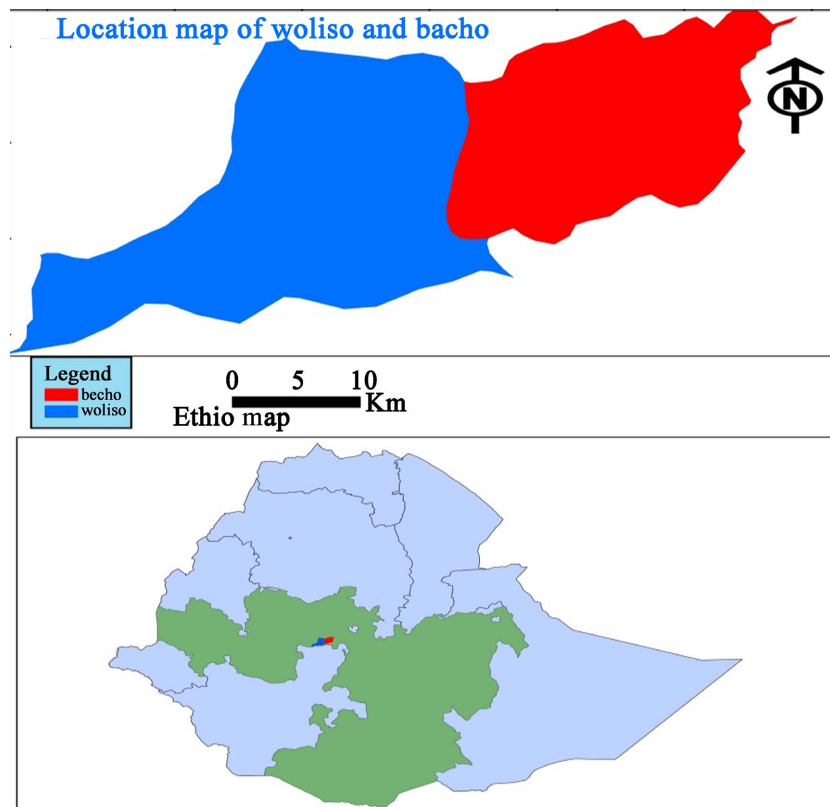 Location map of woliso and bacho
N
Legend
becho
woliso
0 5 10
Km
Ethio map